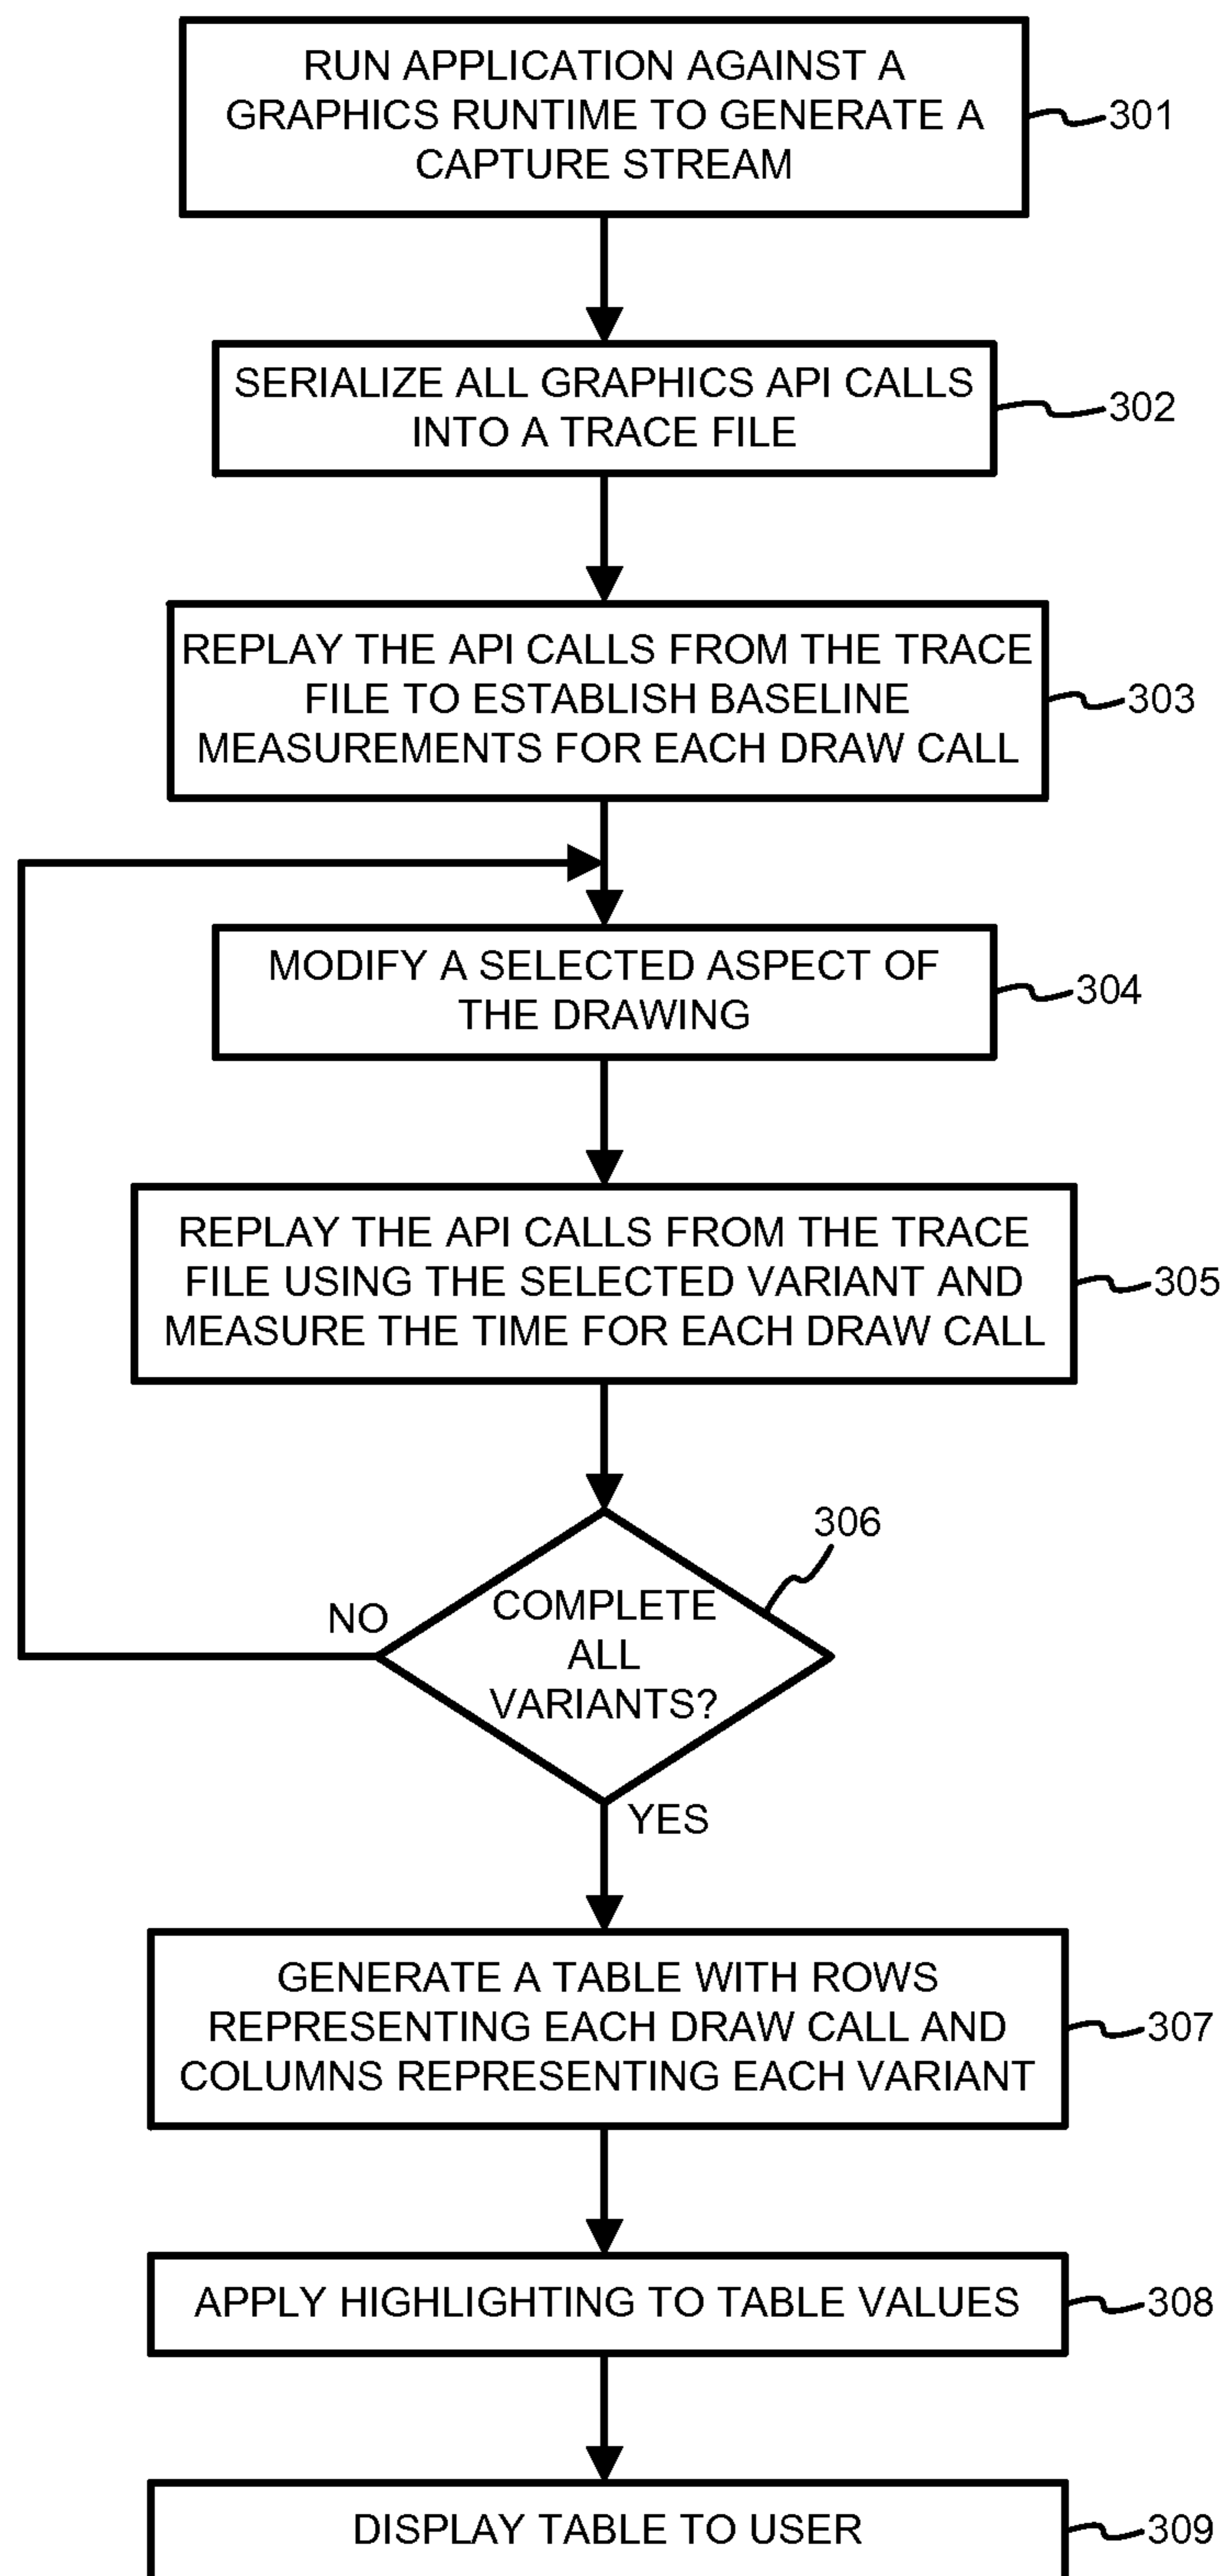 RUN APPLICATION AGAINST A
GRAPHICS RUNTIME TO GENERATE A
CAPTURE STREAM
301
SERIALIZE ALL GRAPHICS API CALLS
INTO A TRACE FILE
302
REPLAY THE API CALLS FROM THE TRACE
FILE TO ESTABLISH BASELINE
MEASUREMENTS FOR EACH DRAW CALL
303
MODIFY A SELECTED ASPECT OF
THE DRAWING
304
REPLAY THE API CALLS FROM THE TRACE
FILE USING THE SELECTED VARIANT AND
MEASURE THE TIME FOR EACH DRAW CALL
305
306
NO
COMPLETE
ALL
VARIANTS?
YES
GENERATE A TABLE WITH ROWS
REPRESENTING EACH DRAW CALL AND
COLUMNS REPRESENTING EACH VARIANT
307
APPLY HIGHLIGHTING TO TABLE VALUES
308
DISPLAY TABLE TO USER
309